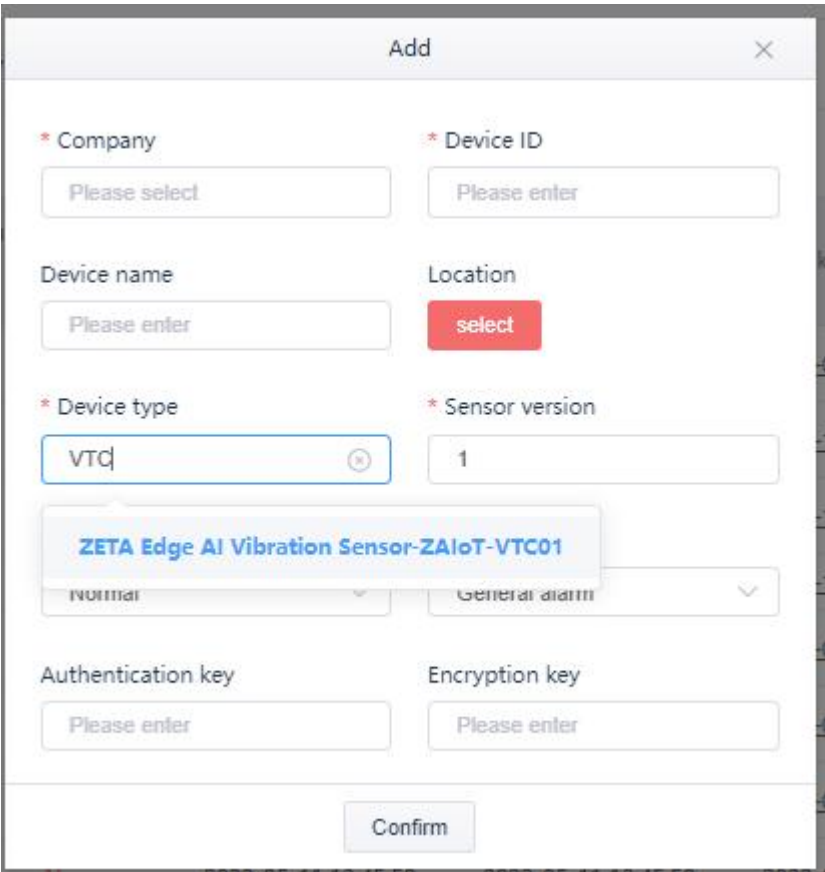 Add
* Company
* Device ID
Please select
Please enter
Device name
Location
Please enter
select
* Device type
* Sensor version
VTC
1
ZETA Edge AI Vibration Sensor-ZAIoT-VTC01
Normal
General alarm
Authentication key
Encryption key
Please enter
Please enter
Confirm